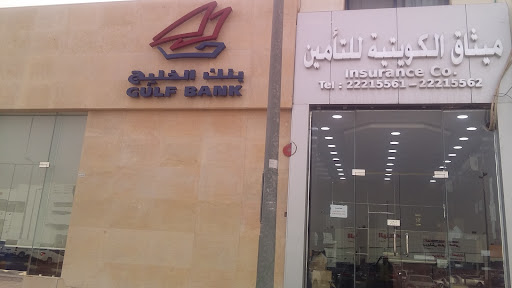 بنك الخليج
GULF BANK
ميثاق الكويتية للتأمين
Insurance Co.
Tel : 22215561-22215562